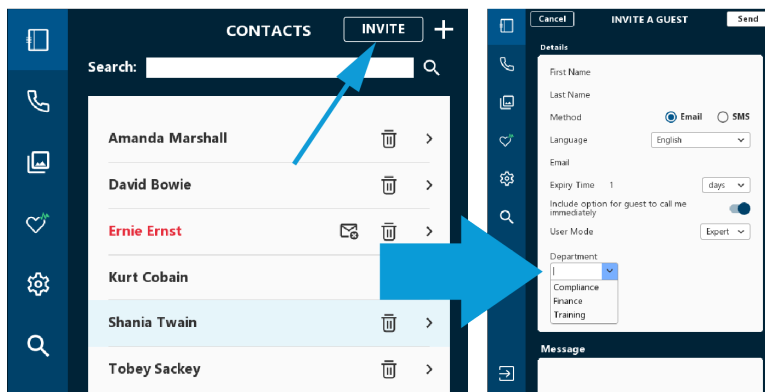 CONTACTS
INVITE
Search:
Amanda Marshall
David Bowie
Ernie Ernst
Kurt Cobain
Shania Twain
Tobey Sackey
Cancel
INVITE A GUEST
Send
Details
First Name
Last Name
Method
Email
SMS
Language
English
Email
Expiry Time
1
days
Include option for guest to call me
immediately
User Mode
Expert
Department
Compliance
Finance
Training
Message